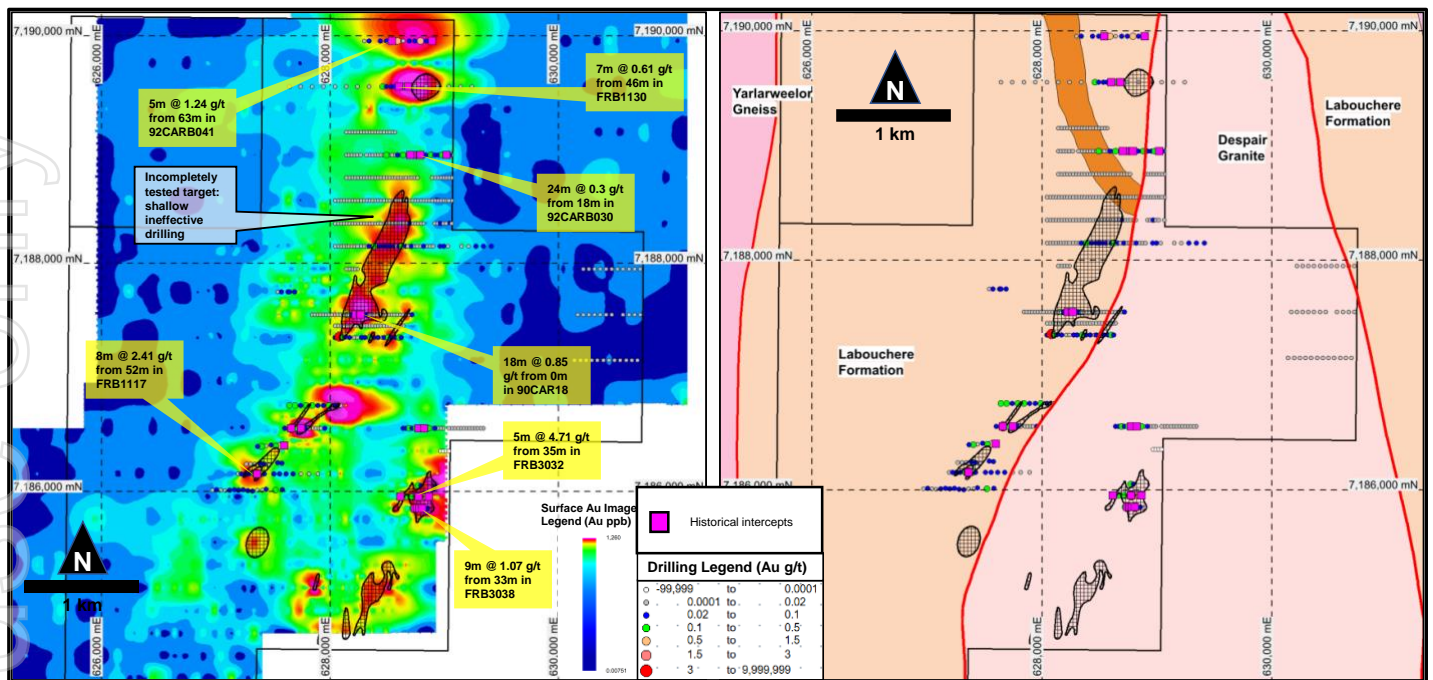 7,190,000 mN
626,000 mE
628,000 mE
630,000 mE
7,190,000 mN
5m @ 1.24 g/t
from 63m in
92CARB041
7m @ 0.61 g/t
from 46m in
FRB1130
Incompletely
tested target:
shallow
ineffective
drilling
24m @ 0.3 g/t
from 18m in
92CARB030
7,188,000 mN
7,188,000 mN
8m @ 2.41 g/t
from 52m in
FRB1117
18m @ 0.85
g/t from 0m
in 90CAR18
5m @ 4.71 g/t
from 35m in
FRB3032
7,186,000 mN
7,186,000 mN
9m @ 1.07 g/t
from 33m in
FRB3038
N
1 km
626,000 mE
628,000 mE
630,000 mE
Surface Au Image
Legend (Au ppb)
1,260
0.00751
Historical intercepts
Drilling Legend (Au g/t)
-99,999 to 0.0001
0.0001 to 0.02
0.02 to 0.1
0.1 to 0.5
0.5 to 1.5
1.5 to 3
3 to 9,999,999
7,190,000 mN
626,000 mE
628,000 mE
630,000 mE
7,190,000 mN
Yarlarweelor
Gneiss
N
1 km
Labouchere
Formation
Despair
Granite
7,188,000 mN
7,188,000 mN
Labouchere
Formation
7,186,000 mN
628,000 mE
630,000 mE